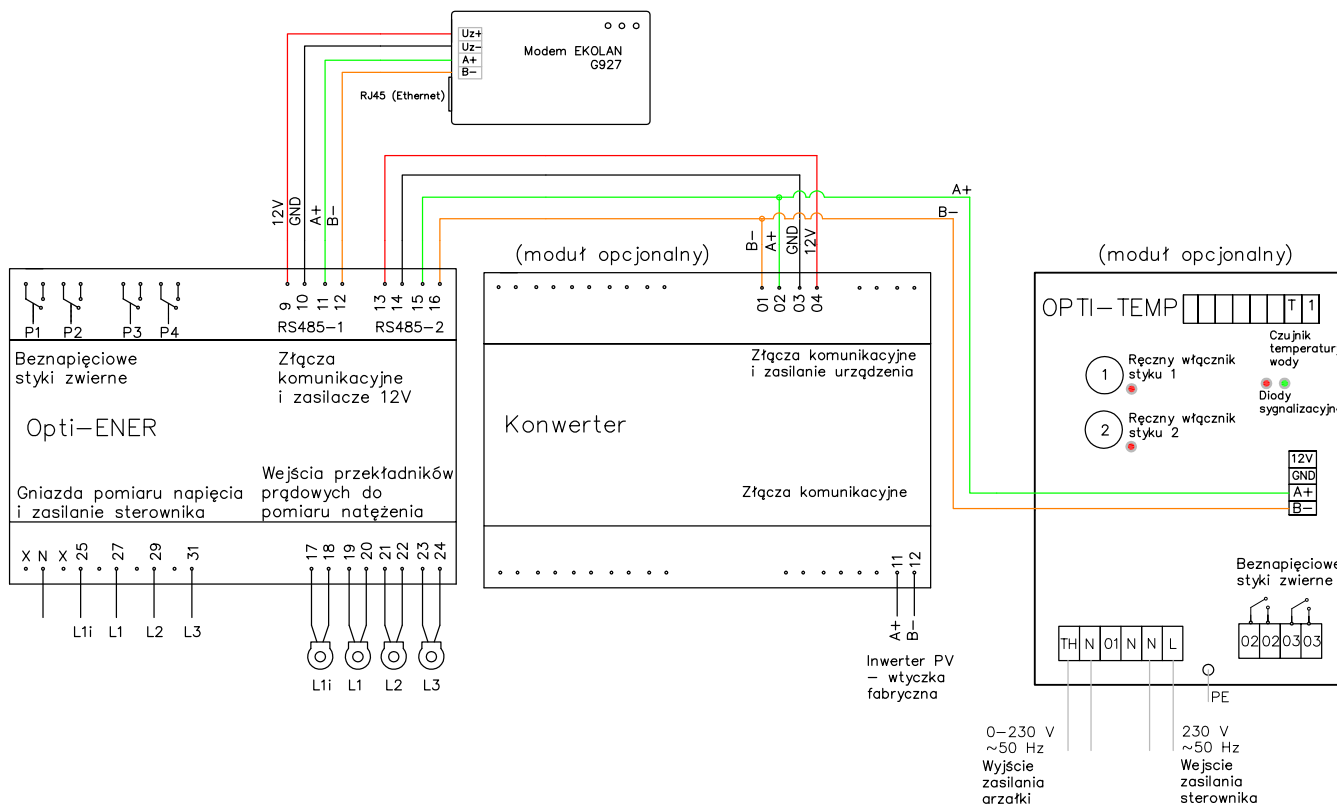 Uz+
Uz-
A+
B-
Modem EKOLAN
G927
RJ45 (Ethernet)
12V
GND
A+
B-
A+
B-
B-
A+
GND
12V
(moduł opcjonalny)
(moduł opcjonalny)
P1
P2
P3
P4
9
10
11
12
13
14
15
16
RS485-1
RS485-2
Beznapięciowe
styki zwierne
Złącza
komunikacyjne
i zasilacze 12V
Opti-ENER
Gniazda pomiaru napięcia
i zasilanie sterownika
Wejścia przekładników
prądowych do
pomiaru natężenia
X
N
X
25
27
29
31
17
18
19
20
21
22
23
24
L1i
L1
L2
L3
L1i
L1
L2
L3
01
02
03
04
Złącza komunikacyjne
i zasilanie urządzenia
Konwerter
Złącza komunikacyjne
11
12
A+
B-
Inwerter PV
- wtyczka
fabryczna
OPTI-TEMP
T
1
Czujnik
temperatury
wody
1
Ręczny włącznik
styku 1
2
Ręczny włącznik
styku 2
Diody
sygnalizacyjn
12V
GND
A+
B-
Beznapięciowe
styki zwierne
02
02
03
03
TH
N
01
N
N
L
PE
0-230 V
~50 Hz
Wyjście
zasilania
arzałki
230 V
~50 Hz
Wejscie
zasilania
sterownika